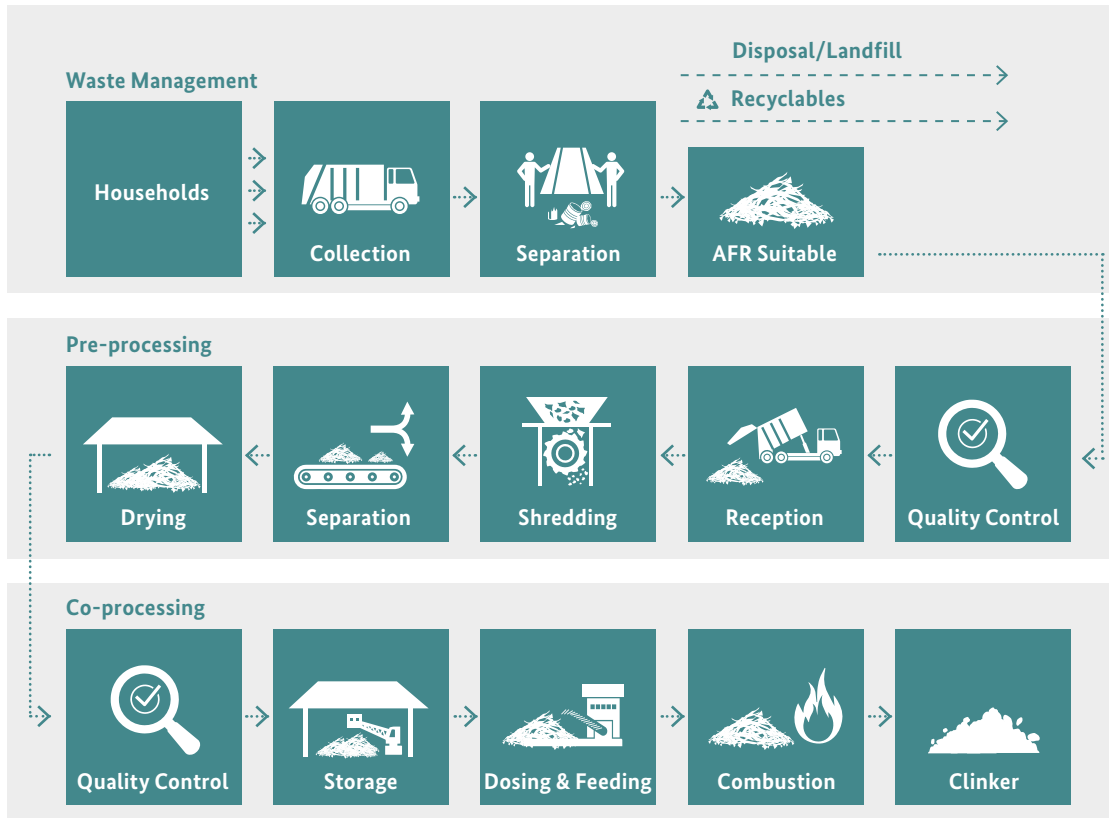 Disposal/Landfill
Waste Management
Recyclables
Households
Collection
Separation
AFR Suitable
Pre-processing
Drying
Separation
Shredding
Reception
Quality Control
Co-processing
Quality Control
Storage
Dosing & Feeding
Combustion
Clinker